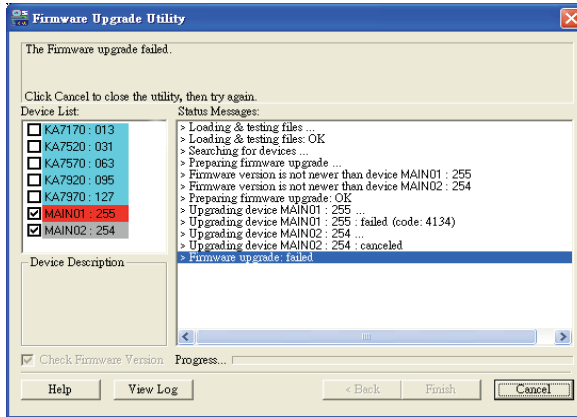 Firmware Upgrade Utility
The Firmware upgrade failed.
Click Cancel to close the utility, then try again.
Device List:
KA7170 : 013
KA7520 : 031
KA7570 : 063
KA7920 : 095
KA7970 : 127
MAIN01 : 255
MAIN02 : 254
Device Description
Status Messages:
> Loading & testing files ...
> Loading & testing files: OK
> Searching for devices ...
> Preparing firmware upgrade ...
> Firmware version is not newer than device MAIN01 : 255
> Firmware version is not newer than device MAIN02 : 254
> Preparing firmware upgrade: OK
> Upgrading device MAIN01 : 255 ...
> Upgrading device MAIN01 : 255 : failed (code: 4134)
> Upgrading device MAIN02 : 254 ...
> Upgrading device MAIN02 : 254 : canceled
> Firmware upgrade: failed
Check Firmware Version
Progress...
Help
View Log
< Back
Finish
Cancel